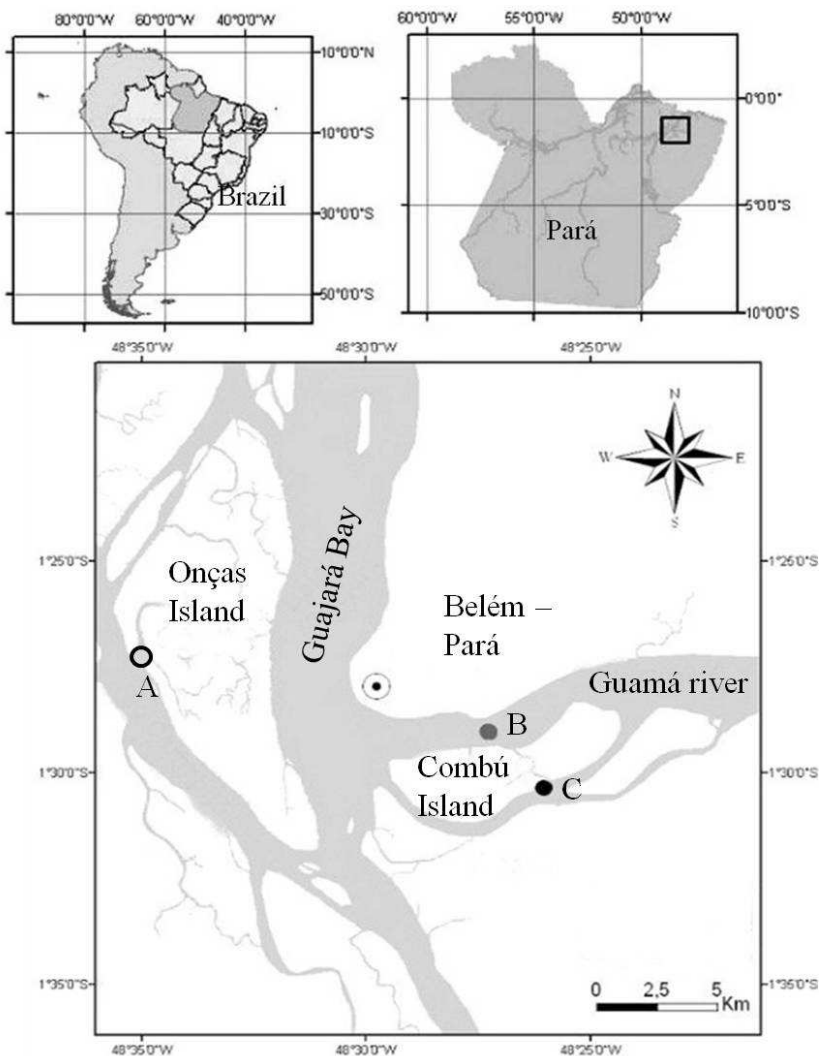 80°0'0"W 60°0'0"W 40°0'0"W
10°0'0"N
10°0'0"S
Brazil
30°0'0"S
50°0'0"S
60°0'0"W 55°0'0"W 50°0'0"W
0°0'0"
5°0'0"S
Pará
10°0'0"S
48°35'0"W 48°30'0"W 48°25'0"W
N
W E
S
1°25'0"S 1°25'0"S
Onças
Island
Guajará Bay
Belém –
Pará
A
Guamá river
B
1°30'0"S 1°30'0"S
Combú
Island
C
1°35'0"S 1°35'0"S
0 2,5 5
Km
48°35'0"W 48°30'0"W 48°25'0"W